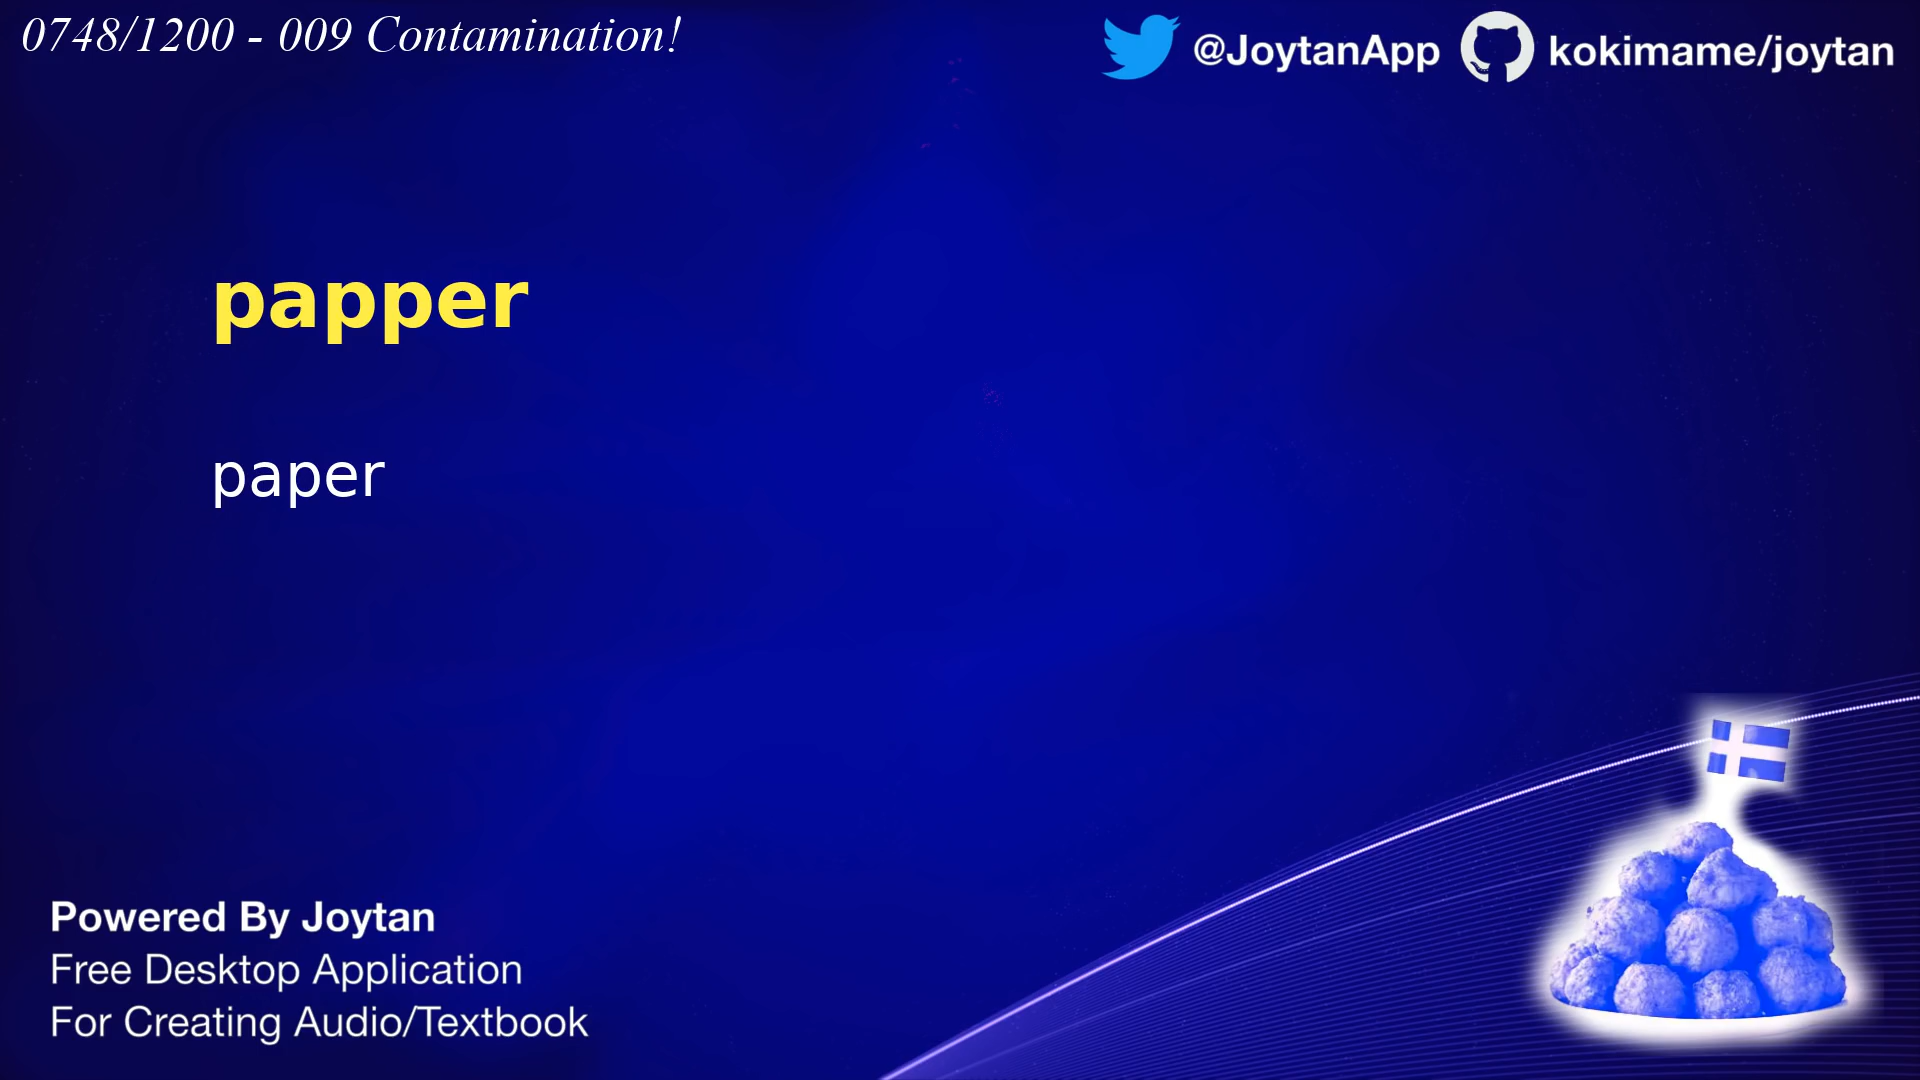 0748/1200 - 009 Contamination!
@JoytanApp
kokimame/joytan
papper
paper
Powered By Joytan
Free Desktop Application
For Creating Audio/Textbook